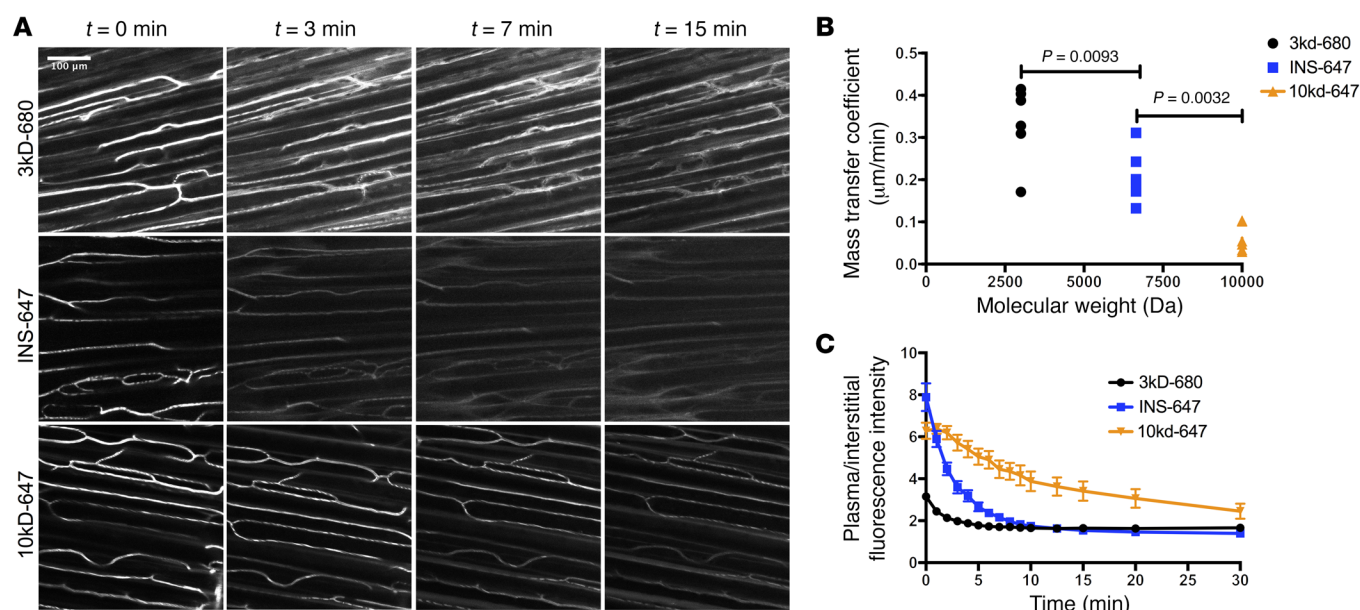 A
t = 0 min
t = 3 min
t = 7 min
t = 15 min
3kD-680
100 μm
INS-647
10kD-647
B
Mass transfer coefficient
(μm/min)
0.5
0.4
0.3
0.2
0.1
0.0
P = 0.0093
P = 0.0032
3kd-680
INS-647
10kd-647
0
2500
5000
7500
10000
Molecular weight (Da)
C
Plasma/interstitial
fluorescence intensity
10
8
6
4
2
0
3kD-680
INS-647
10kd-647
0
5
10
15
20
25
30
Time (min)